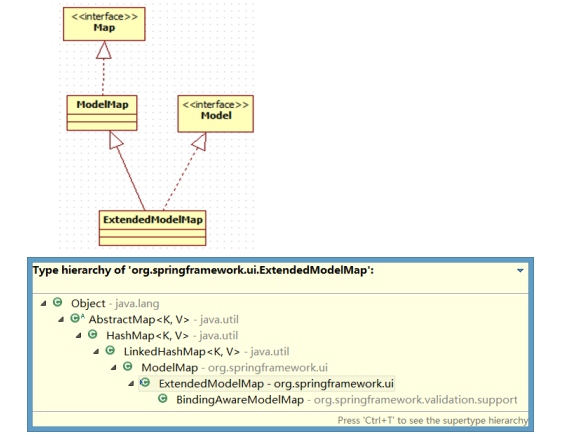 <<interface>>
Map
ModelMap
<<interface>>
Model
ExtendedModelMap
Type hierarchy of 'org.springframework.ui.ExtendedModelMap':
Object - java.lang
AbstractMap<K, V> - java.util
HashMap<K, V> - java.util
LinkedHashMap<K, V> - java.util
ModelMap - org.springframework.ui
ExtendedModelMap - org.springframework.ui
BindingAwareModelMap - org.springframework.validation.support
Press 'Ctrl+T' to see the supertype hierarchy